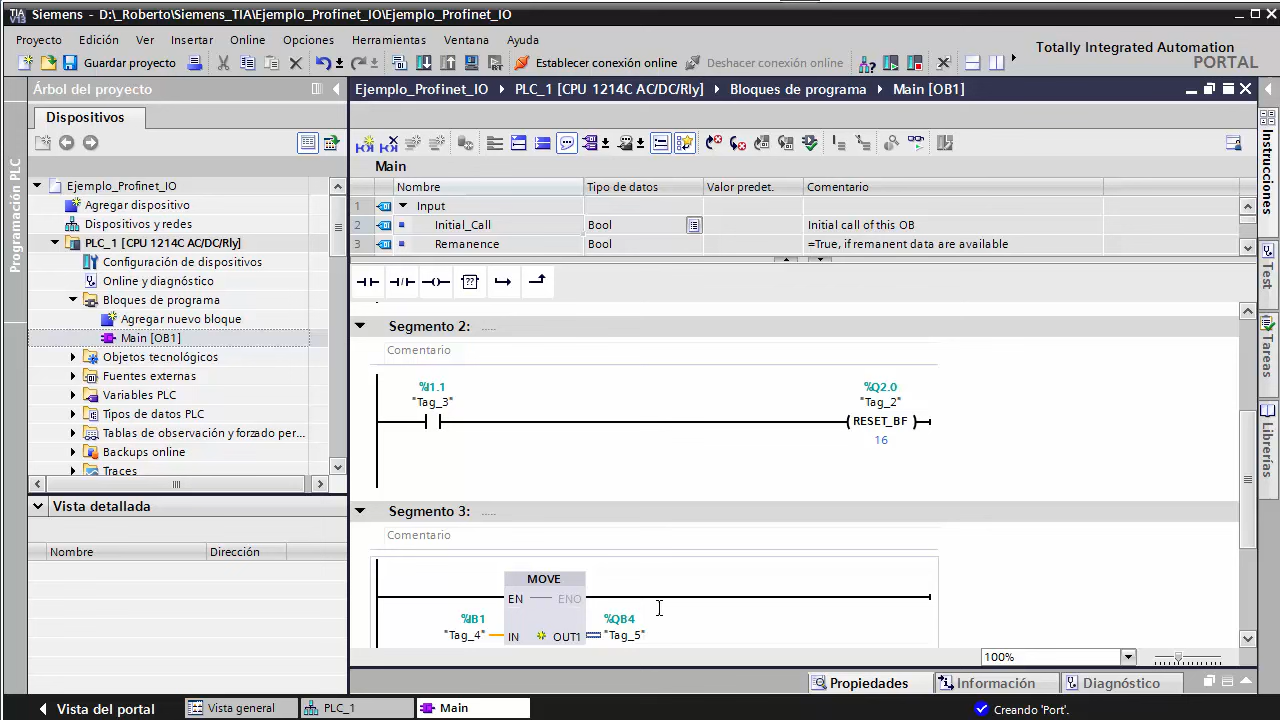 Siemens - D:\_Roberto\Siemens_TIA\Ejemplo_Profinet_IO\Ejemplo_Profinet_IO
Proyecto Edición Ver Insertar Online Opciones Herramientas Ventana Ayuda
Totally Integrated Automation
PORTAL
Guardar proyecto Establecer conexión online Deshacer conexión online
Árbol del proyecto
Ejemplo_Profinet_IO PLC_1 [CPU 1214C AC/DC/Rly] Bloques de programa Main [OB1]
Dispositivos
Programación PLC
Ejemplo_Profinet_IO
Agregar dispositivo
Dispositivos y redes
PLC_1 [CPU 1214C AC/DC/Rly]
Configuración de dispositivos
Online y diagnóstico
Bloques de programa
Agregar nuevo bloque
Main [OB1]
Objetos tecnológicos
Fuentes externas
Variables PLC
Tipos de datos PLC
Tablas de observación y forzado per...
Backups online
Traces
Vista detallada
Nombre Dirección
Main
Nombre Tipo de datos Valor predet. Comentario
1 Input
2 Initial_Call Bool Initial call of this OB
3 Remanence Bool =True, if remanent data are available
Segmento 2: .....
Comentario
%I1.1 %Q2.0
"Tag_3" "Tag_2"
RESET_BF
16
Segmento 3: .....
Comentario
MOVE
EN ENO
%IB1 %QB4
"Tag_4" IN OUT1 "Tag_5"
100%
Propiedades Información Diagnóstico
Instrucciones
Test
Tareas
Librerías
Vista del portal Vista general PLC_1 Main Creando 'Port'.